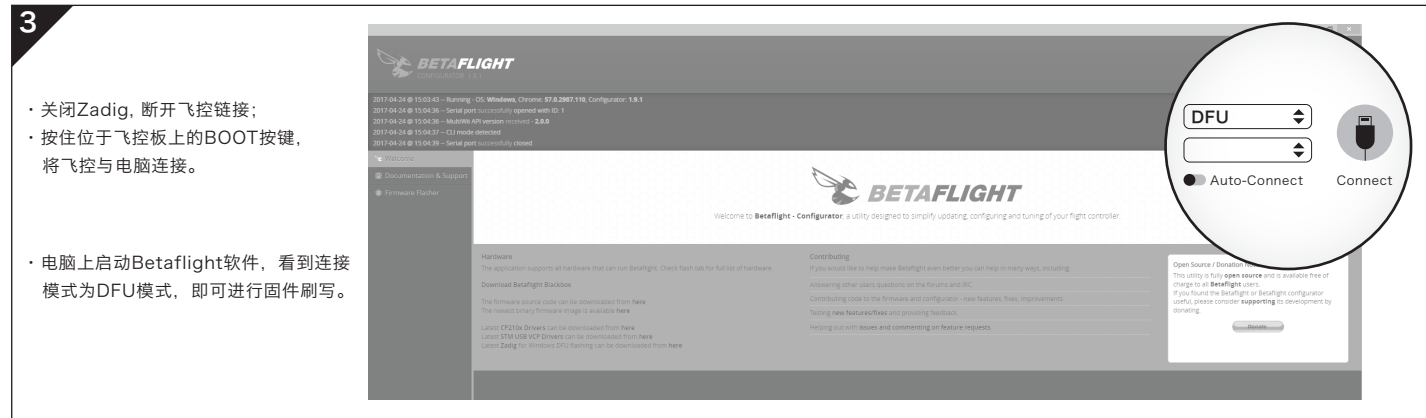 3
· 关闭Zadig, 断开飞控链接;
· 按住位于飞控板上的BOOT按键,
将飞控与电脑连接。
· 电脑上启动Betaflight软件，看到连接
模式为DFU模式，即可进行固件刷写。
BETAFLIGHT
CONFIGURATOR 1.9.1
2017-04-24 @ 15:03:43 -- Running - OS: Windows, Chrome: 57.0.2987.110, Configurator: 1.9.1
2017-04-24 @ 15:04:36 -- Serial port successfully opened with ID: 1
2017-04-24 @ 15:04:36 -- MultiWii API version received - 2.0.0
2017-04-24 @ 15:04:37 -- CLI mode detected
2017-04-24 @ 15:04:39 -- Serial port successfully closed
Welcome
Documentation & Support
Firmware Flasher
BETAFLIGHT
Welcome to Betaflight - Configurator, a utility designed to simplify updating, configuring and tuning of your flight controller.
Hardware
The application supports all hardware that can run Betaflight. Check flash tab for full list of hardware.
Download Betaflight Blackbox
The firmware source code can be downloaded from here
The newest binary firmware image is available here
Latest CP210x Drivers can be downloaded from here
Latest STM USB VCP Drivers can be downloaded from here
Latest Zadig for Windows DFU flashing can be downloaded from here
Contributing
If you would like to help make Betaflight even better you can help in many ways, including:
Answering other users questions on the forums and IRC.
Contributing code to the firmware and configurator - new features, fixes, improvements
Testing new features/fixes and providing feedback.
Helping out with issues and commenting on feature requests.
Open Source / Donation
This utility is fully open source and is available free of
charge to all Betaflight users.
If you found the Betaflight or Betaflight configurator
useful, please consider supporting its development by
donating.
Donate
DFU
Auto-Connect
Connect